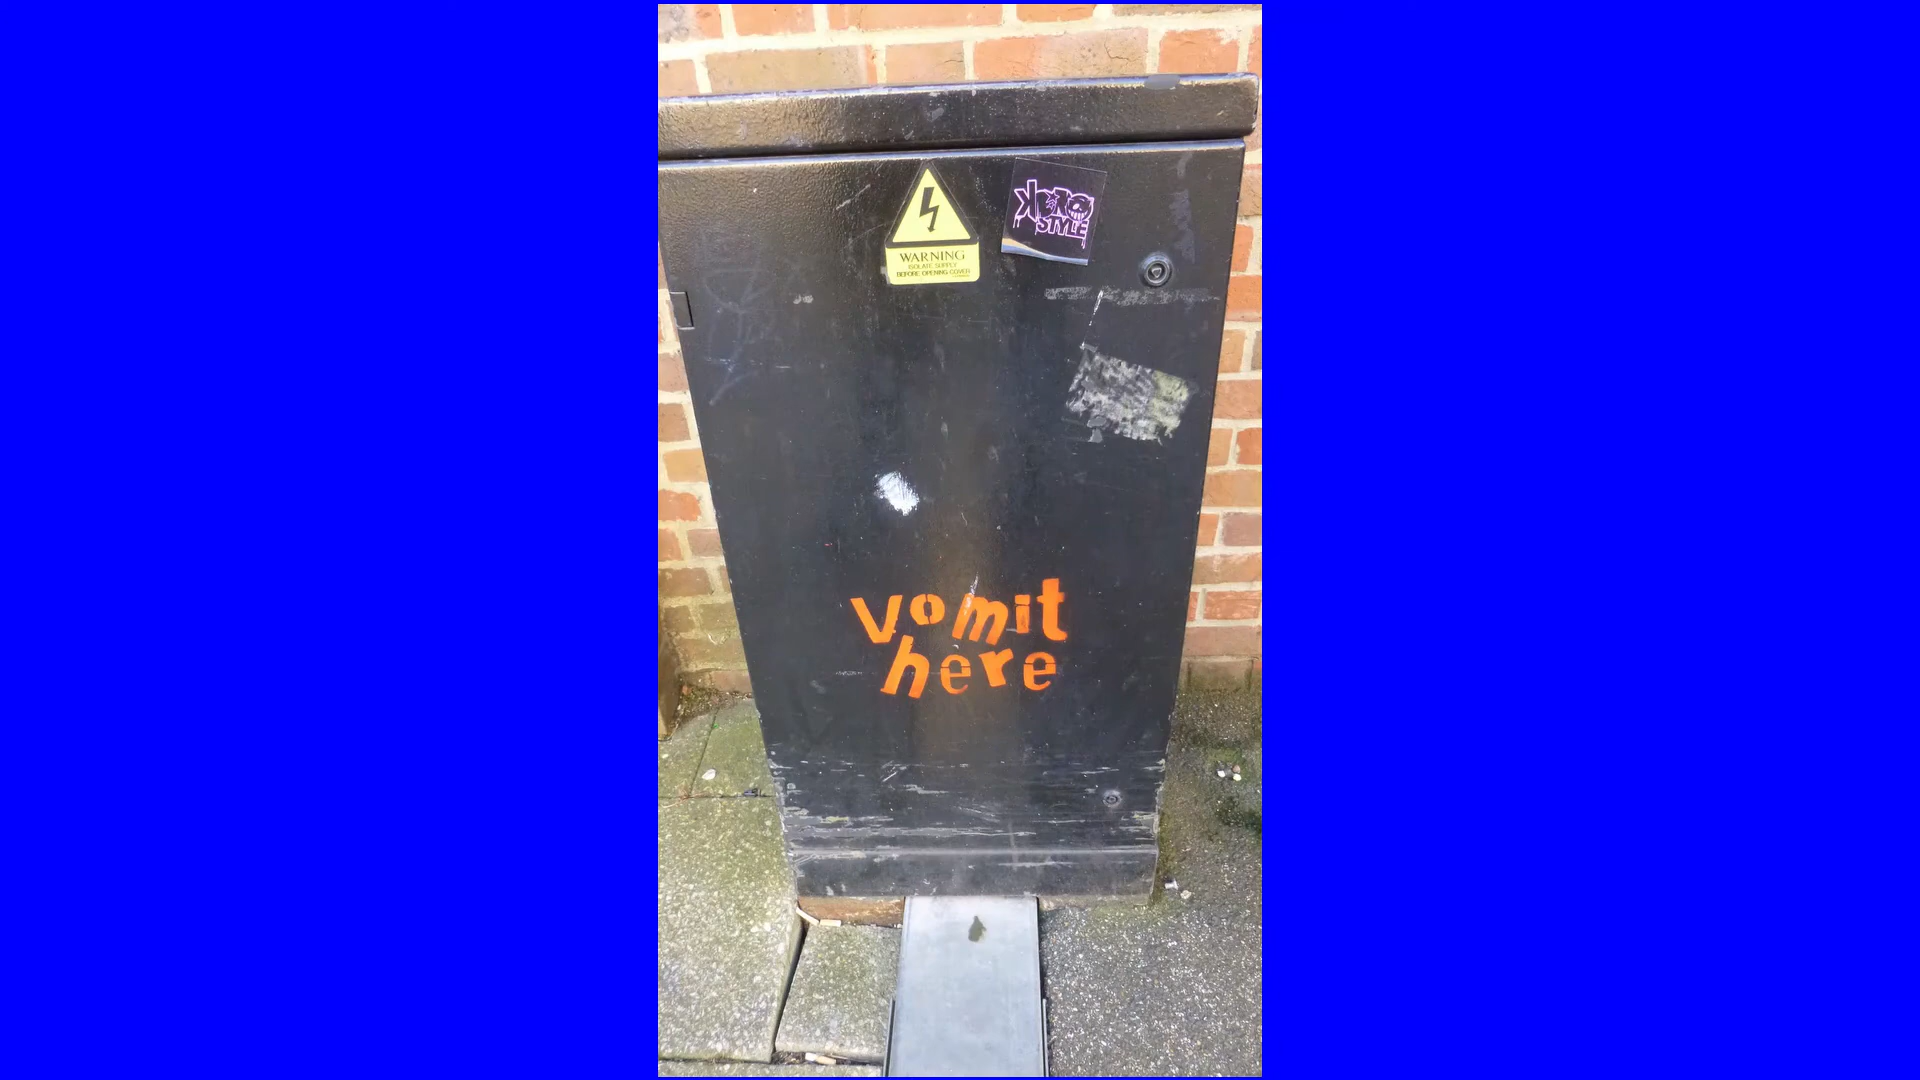 WARNING
ISOLATE SUPPLY
BEFORE OPENING COVER
STYLE
vomit
here